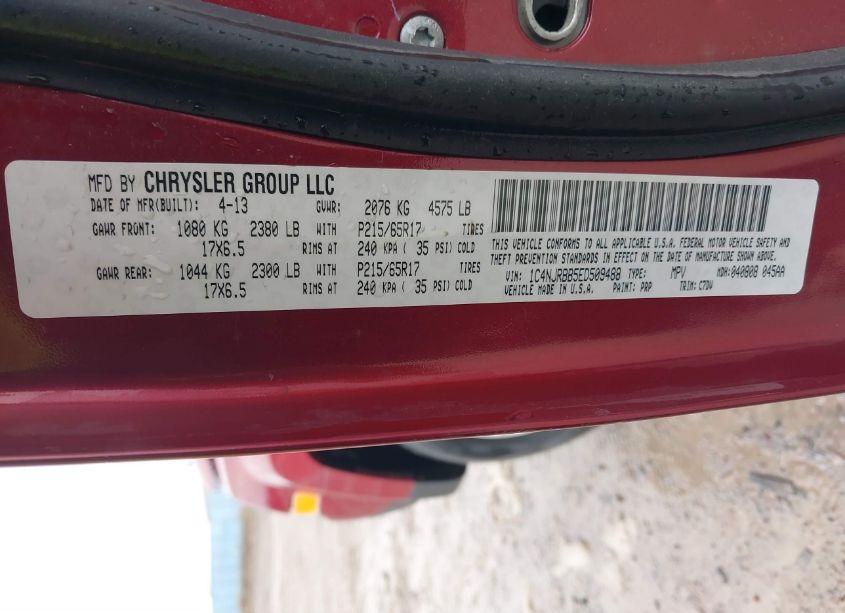 MFD BY CHRYSLER GROUP LLC
DATE OF MFR(BUILT): 4-13 GVWR: 2076 KG 4575 LB
GAWR FRONT: 1080 KG 2380 LB WITH P215/65R17 TIRES
17X6.5 RIMS AT 240 KPA ( 35 PSI) COLD
GAWR REAR: 1044 KG 2300 LB WITH P215/65R17 TIRES
17X6.5 RIMS AT 240 KPA ( 35 PSI) COLD
THIS VEHICLE CONFORMS TO ALL APPLICABLE U.S.A. FEDERAL MOTOR VEHICLE SAFETY AND
THEFT PREVENTION STANDARDS IN EFFECT ON THE DATE OF MANUFACTURE SHOWN ABOVE.
VIN: 1C4NJRBB5ED509488 TYPE: MPV MDH: 040808 045AA
VEHICLE MADE IN U.S.A. PAINT: PRP TRIM: C7DV